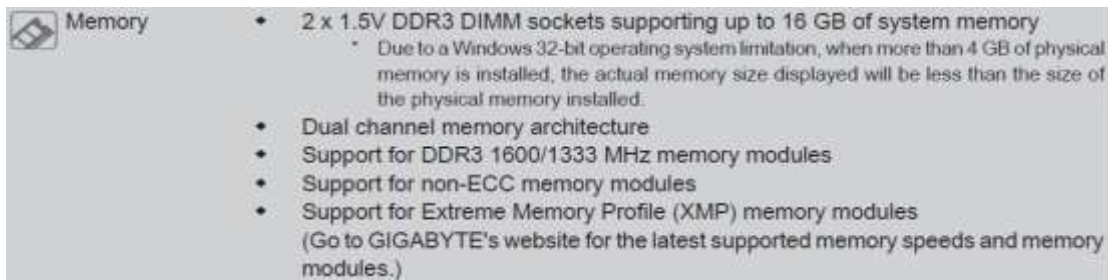 Memory
◆ 2 x 1.5V DDR3 DIMM sockets supporting up to 16 GB of system memory
* Due to a Windows 32-bit operating system limitation, when more than 4 GB of physical
memory is installed, the actual memory size displayed will be less than the size of
the physical memory installed.
◆ Dual channel memory architecture
◆ Support for DDR3 1600/1333 MHz memory modules
◆ Support for non-ECC memory modules
◆ Support for Extreme Memory Profile (XMP) memory modules
(Go to GIGABYTE's website for the latest supported memory speeds and memory
modules.)